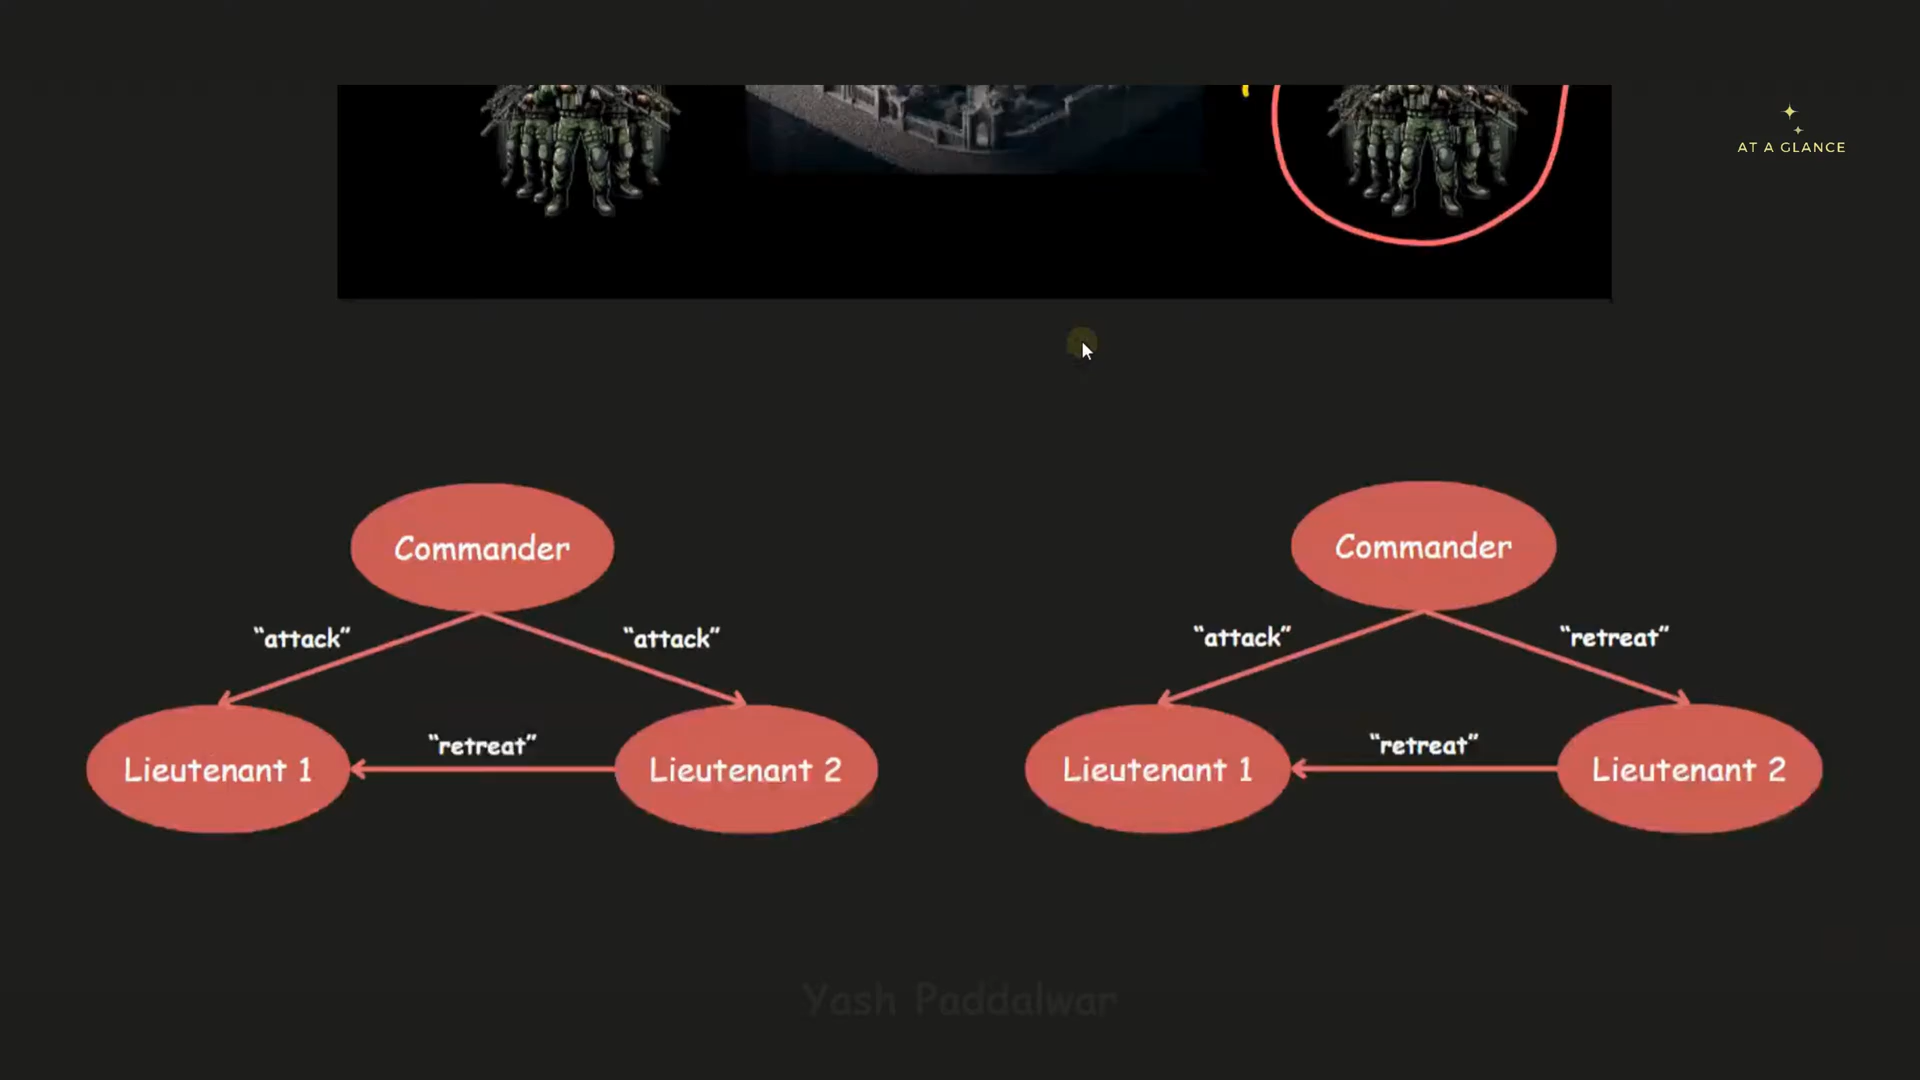 AT A GLANCE
Commander
Commander
“attack”
“attack”
“attack”
“retreat”
“retreat”
“retreat”
Lieutenant 1
Lieutenant 2
Lieutenant 1
Lieutenant 2
Yash Paddalwar